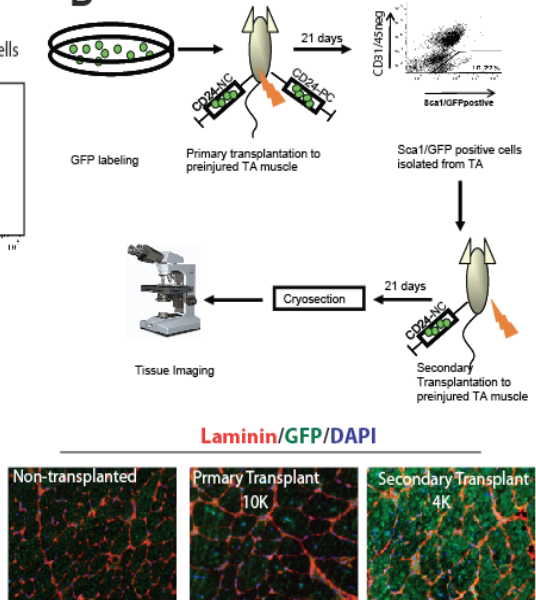 ells
21 days
CD31/45neg
Sca1/GFPpostive
CD24-NC
CD24-PC
GFP labeling
Primary transplantation to
preinjured TA muscle
Sca1/GFP positive cells
isolated from TA
21 days
Cryosection
CD24-NC
Tissue Imaging
Secondary
Transplantation to
preinjured TA muscle
Laminin/GFP/DAPI
Non-transplanted
Prmary Transplant
10K
Secondary Transplant
4K